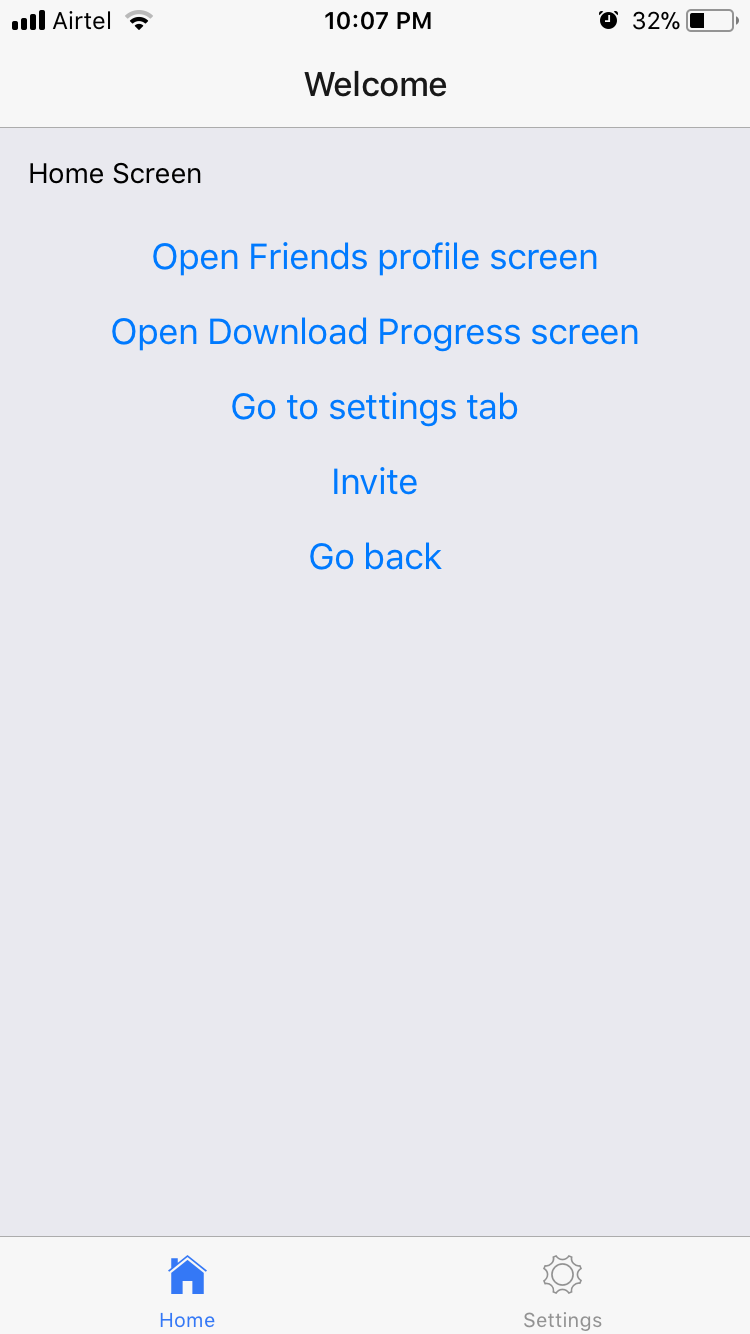 Airtel 10:07 PM 32%
Welcome
Home Screen
Open Friends profile screen
Open Download Progress screen
Go to settings tab
Invite
Go back
Home Settings